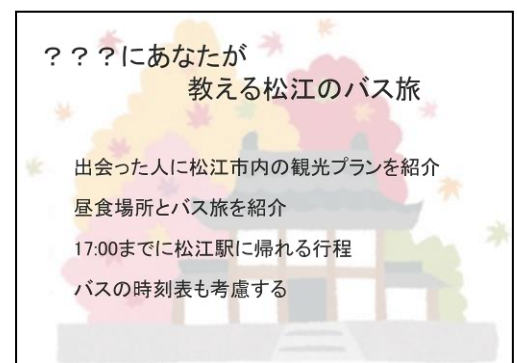 ？？？にあなたが
教える松江のバス旅
出会った人に松江市内の観光プランを紹介
昼食場所とバス旅を紹介
17:00までに松江駅に帰れる行程
バスの時刻表も考慮する